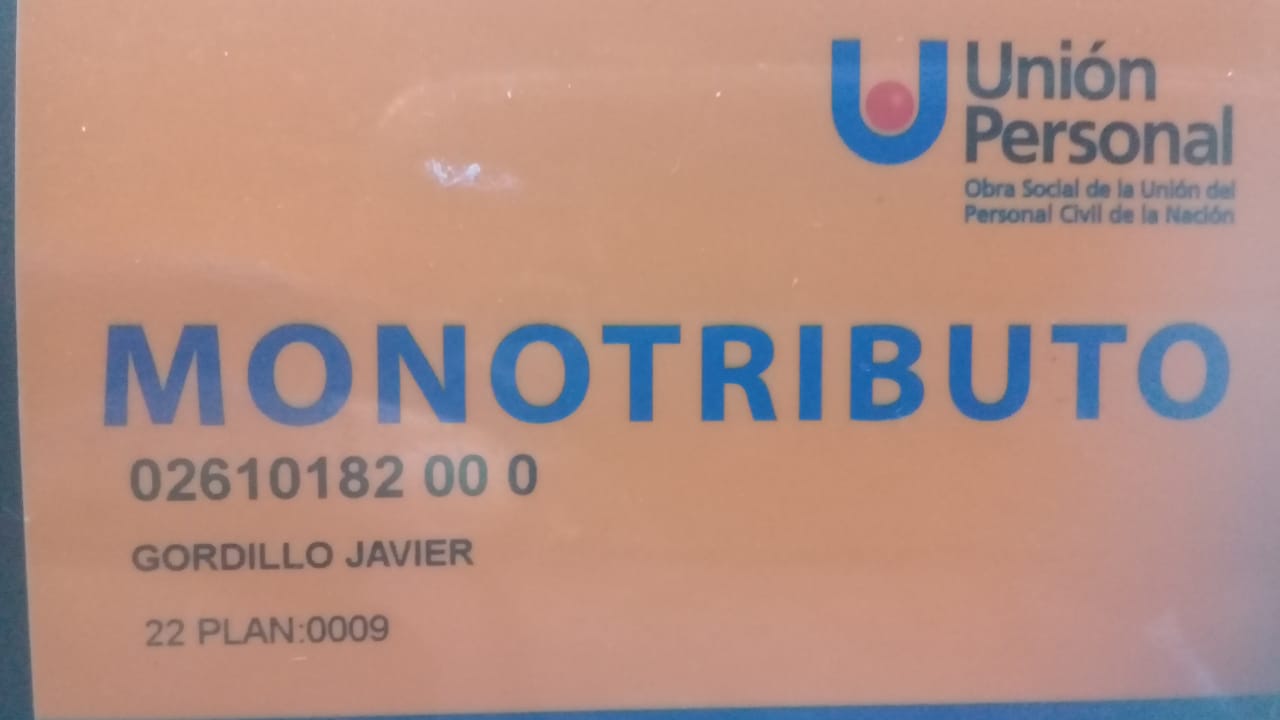 Unión
Personal
Obra Social de la Unión del
Personal Civil de la Nación
MONOTRIBUTO
02610182 00 0
GORDILLO JAVIER
22 PLAN:0009